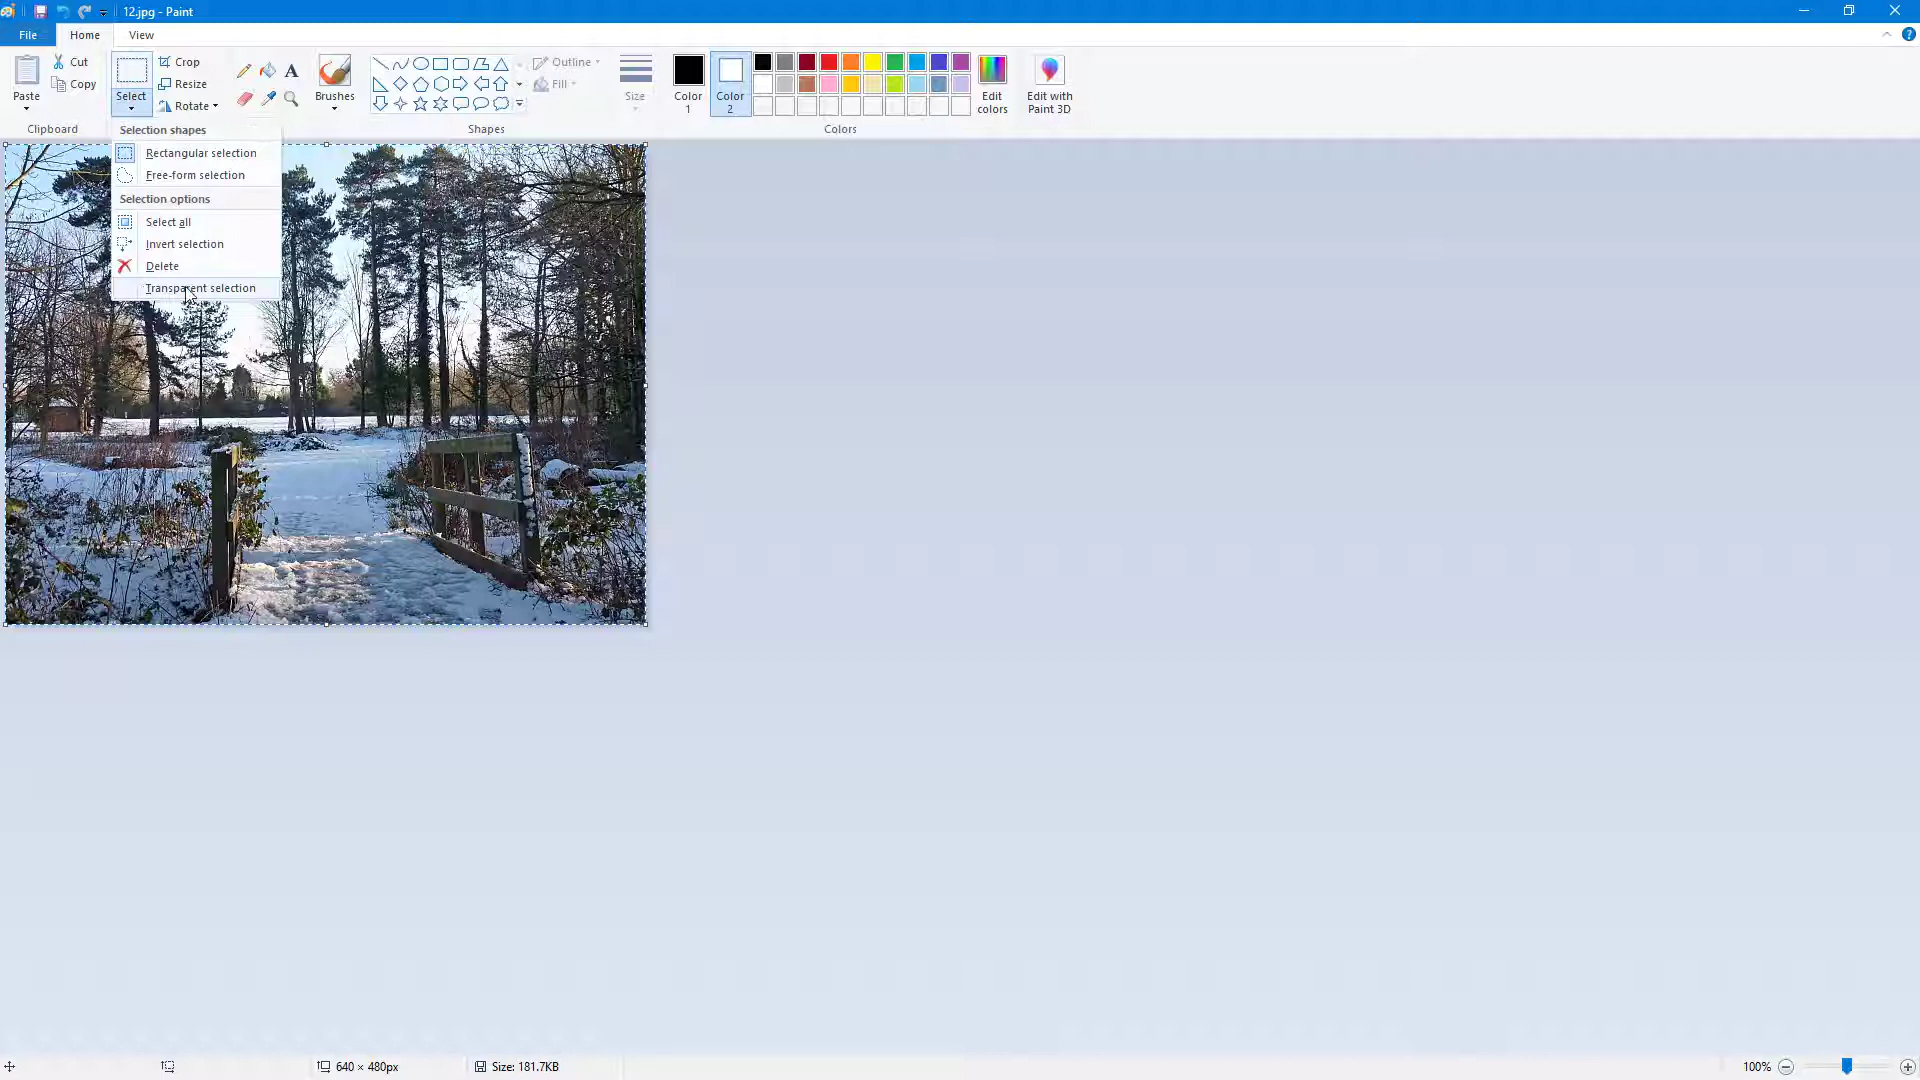 12.jpg - Paint
File Home View
Paste Cut Copy Clipboard
Select Crop Resize Rotate
A
Brushes
Shapes
Outline Fill
Size
Color 1
Color 2
Edit colors
Edit with Paint 3D
Colors
Selection shapes
Rectangular selection
Free-form selection
Selection options
Select all
Invert selection
Delete
Transparent selection
640 × 480px
Size: 181.7KB
100%